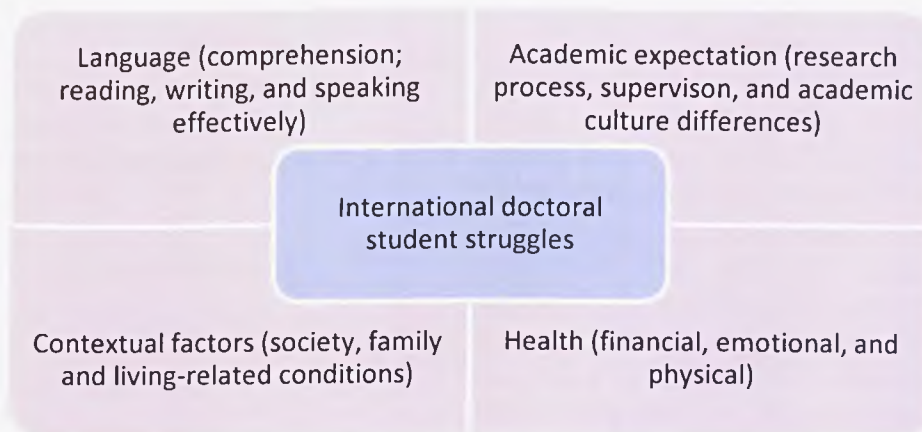 Language (comprehension;
reading, writing, and speaking
effectively)
Academic expectation (research
process, supervison, and academic
culture differences)
International doctoral
student struggles
Contextual factors (society, family
and living-related conditions)
Health (financial, emotional, and
physical)